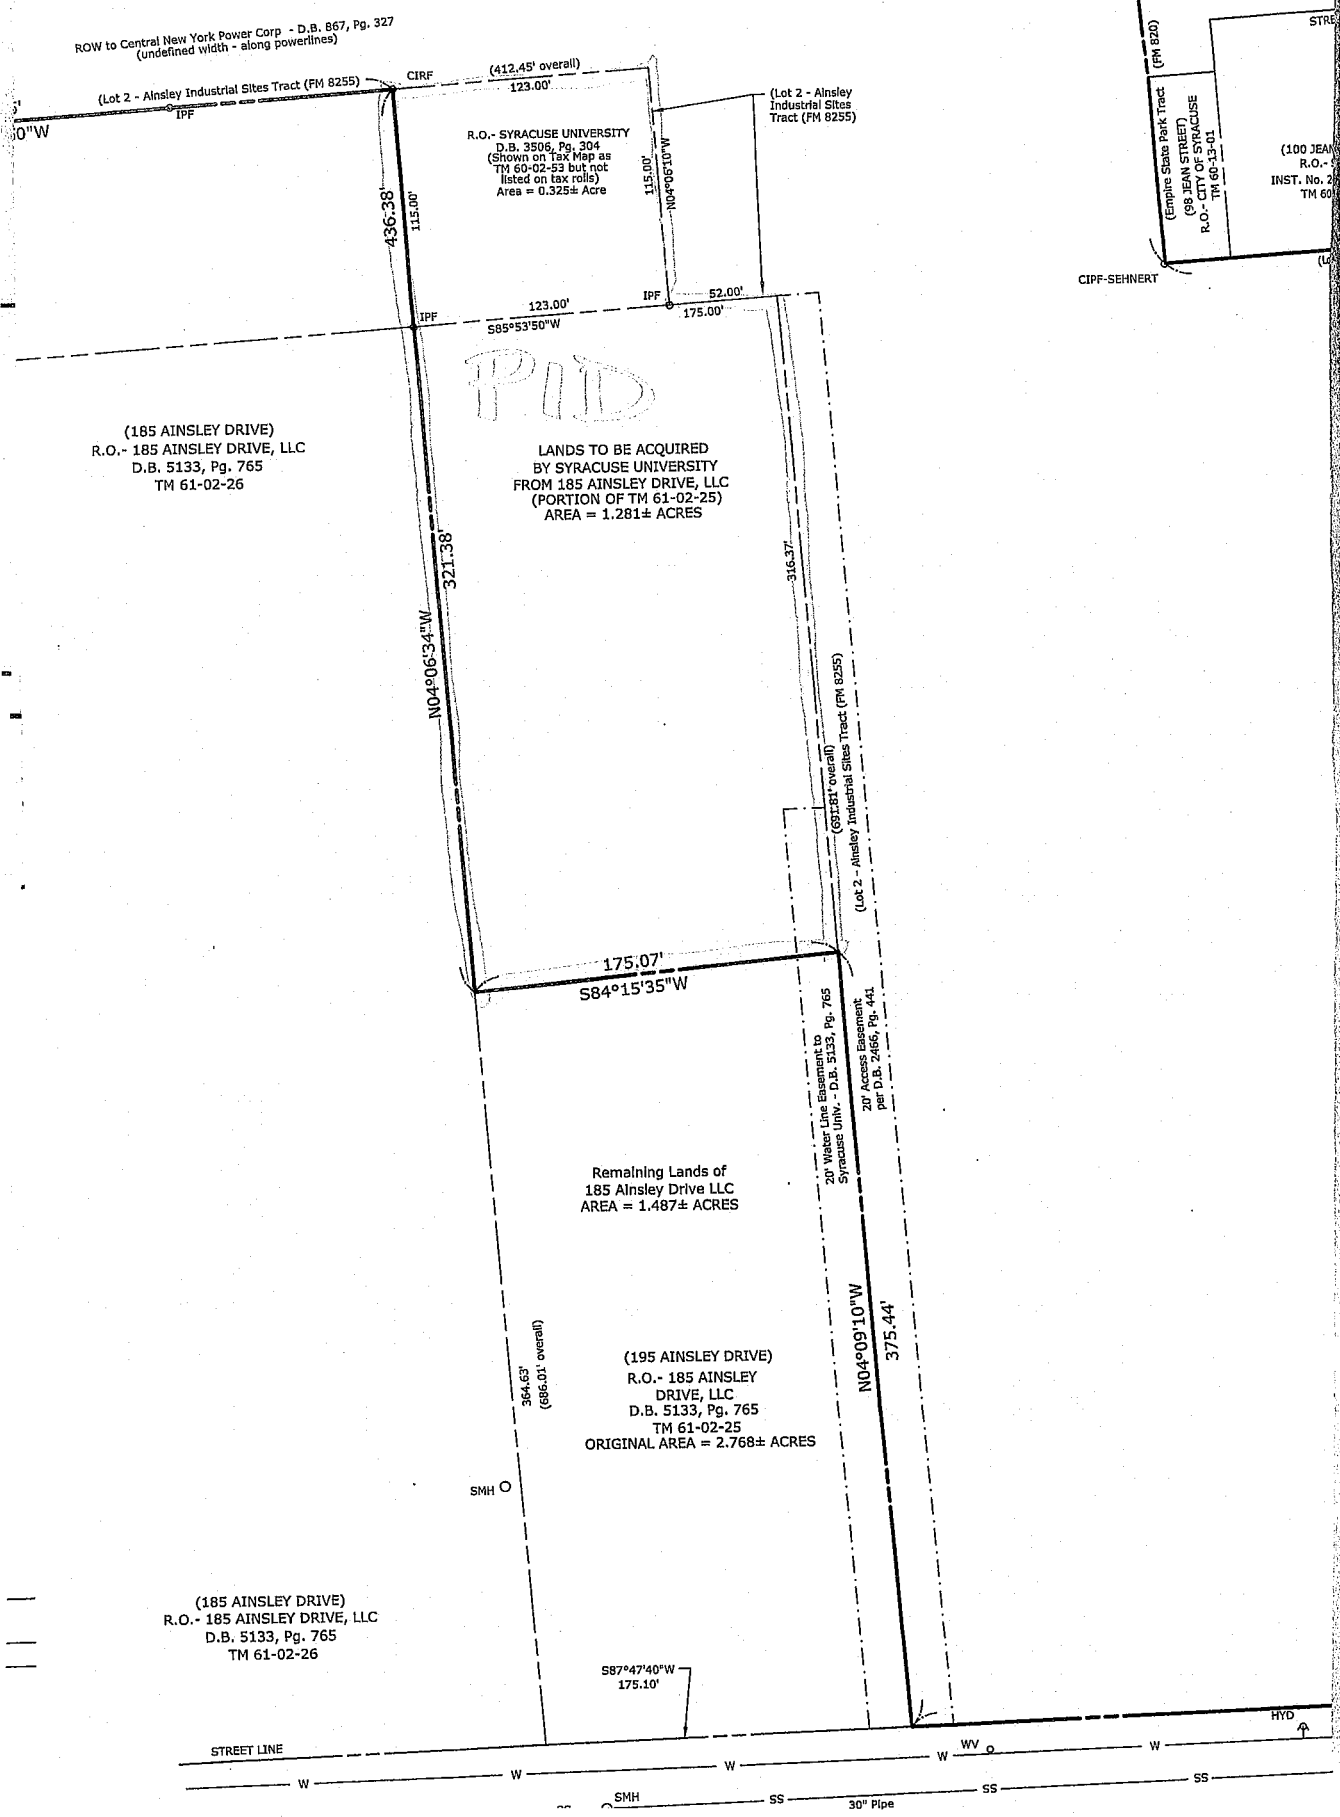 ROW to Central New York Power Corp - D.B. 867, Pg. 327
(undefined width - along powerlines)
(Lot 2 - Ainsley Industrial Sites Tract (FM 8255)
IPF
0"W
CIRF
(412.45' overall)
123.00'
R.O.- SYRACUSE UNIVERSITY
D.B. 3506, Pg. 304
(Shown on Tax Map as
TM 60-02-53 but not
listed on tax rolls)
Area = 0.325± Acre
436.38'
115.00'
115.00'
N04°06'10"W
(Lot 2 - Ainsley
Industrial Sites
Tract (FM 8255)
(FM 820)
(Empire State Park Tract
(98 JEAN STREET)
R.O.- CITY OF SYRACUSE
TM 60-13-01
STRE
(100 JEAN
R.O.-
INST. No. 2
TM 60
CIPF-SEHNERT
IPF
123.00'
S85°53'50"W
IPF
52.00'
175.00'
PID
(185 AINSLEY DRIVE)
R.O.- 185 AINSLEY DRIVE, LLC
D.B. 5133, Pg. 765
TM 61-02-26
LANDS TO BE ACQUIRED
BY SYRACUSE UNIVERSITY
FROM 185 AINSLEY DRIVE, LLC
(PORTION OF TM 61-02-25)
AREA = 1.281± ACRES
321.38'
N04°06'34"W
316.37'
(691.81' overall)
(Lot 2 - Ainsley Industrial Sites Tract (FM 8255)
175.07'
S84°15'35"W
20' Water Line Easement to
Syracuse Univ. - D.B. 5133, Pg. 765
20' Access Easement
per D.B. 2466, Pg. 441
Remaining Lands of
185 Ainsley Drive LLC
AREA = 1.487± ACRES
N04°09'10"W
375.44'
364.63'
(686.01' overall)
(195 AINSLEY DRIVE)
R.O.- 185 AINSLEY
DRIVE, LLC
D.B. 5133, Pg. 765
TM 61-02-25
ORIGINAL AREA = 2.768± ACRES
SMH
(185 AINSLEY DRIVE)
R.O.- 185 AINSLEY DRIVE, LLC
D.B. 5133, Pg. 765
TM 61-02-26
S87°47'40"W
175.10'
STREET LINE
HYD
WV
W W W W W
SMH
SS SS SS
30" Pipe